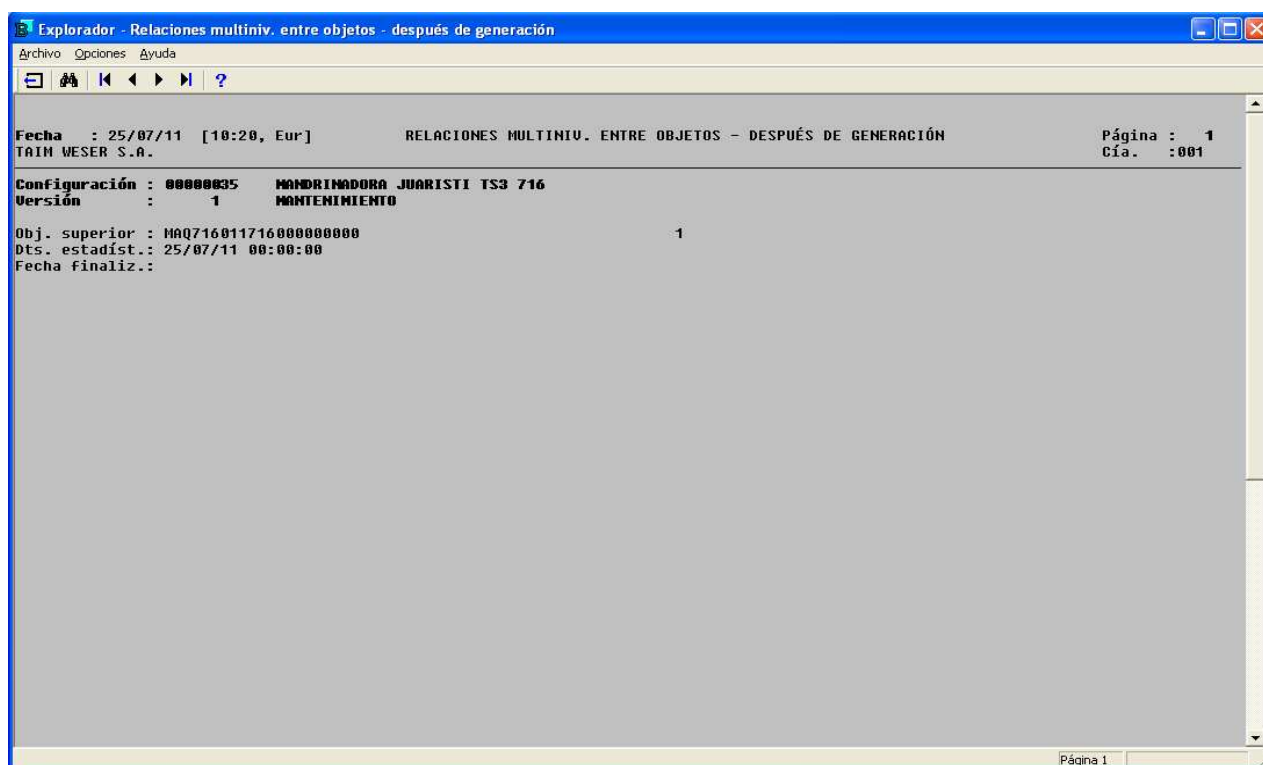 Explorador - Relaciones multiniv. entre objetos - después de generación
Archivo Opciones Ayuda
Fecha : 25/07/11 [10:20, Eur] RELACIONES MULTINIV. ENTRE OBJETOS - DESPUÉS DE GENERACIÓN Página : 1
TAIM WESER S.A. Cía. :001
Configuración : 00000035 MANDRINADORA JUARISTI TS3 716
Versión : 1 MANTENIMIENTO
Obj. superior : MAQ716011716000000000 1
Dts. estadíst.: 25/07/11 00:00:00
Fecha finaliz.:
Página 1